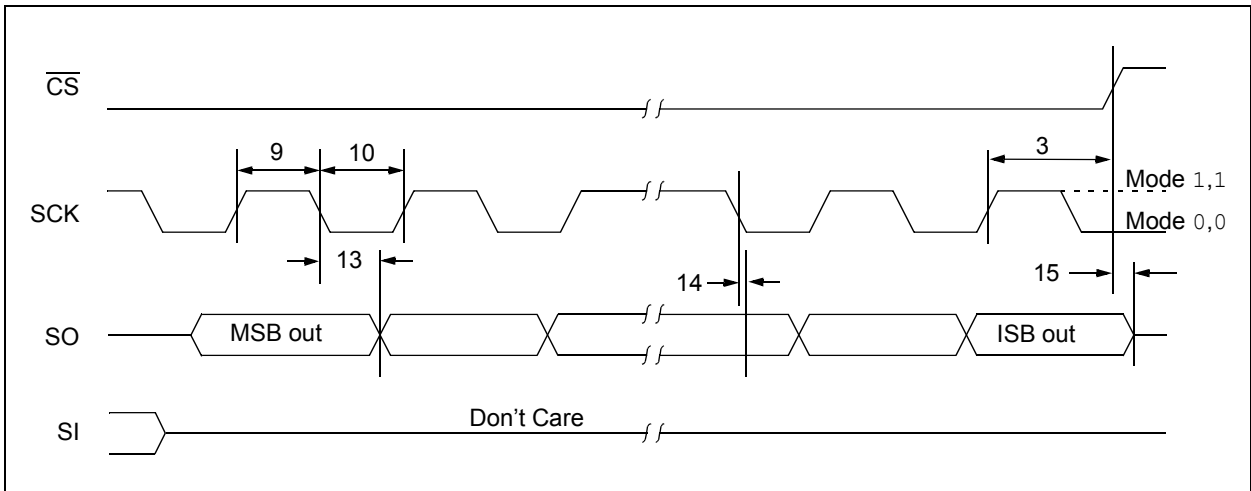 CS
9
10
3
Mode 1,1
SCK
Mode 0,0
13
14
15
SO
MSB out
ISB out
Don't Care
SI